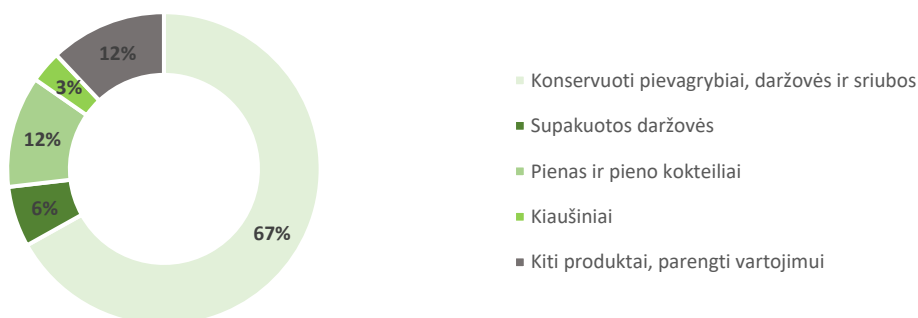 12%
3%
12%
6%
67%
Konservuoti pievagrybiai, daržovės ir sriubos
Supakuotos daržovės
Pienas ir pieno kokteiliai
Kiaušiniai
Kiti produktai, parengti vartojimui